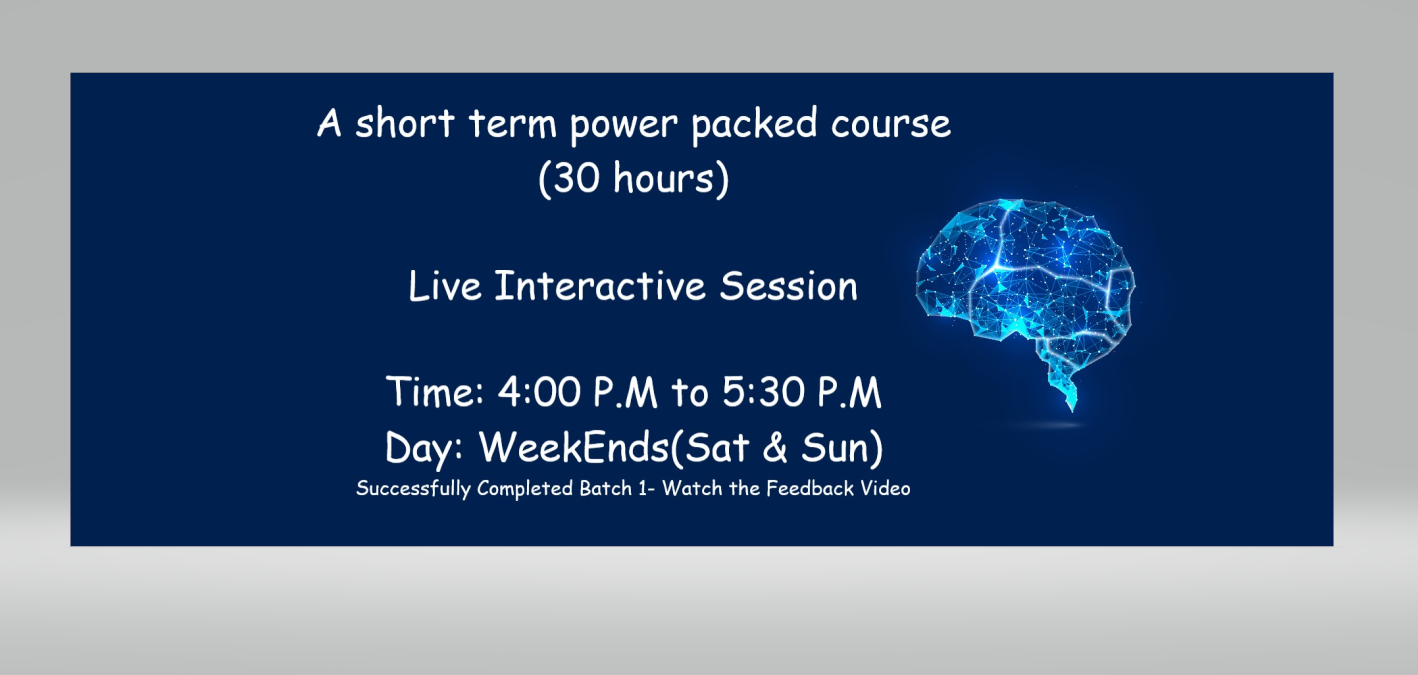 A short term power packed course
(30 hours)
Live Interactive Session
Time: 4:00 P.M to 5:30 P.M
Day: WeekEnds(Sat & Sun)
Successfully Completed Batch 1- Watch the Feedback Video